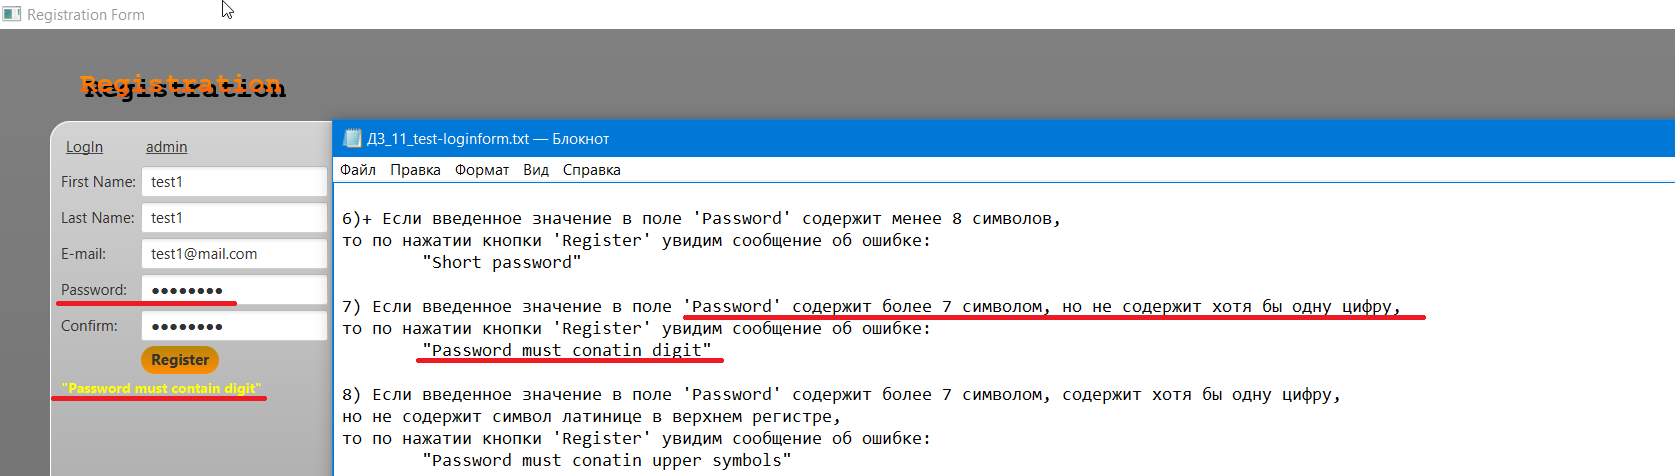 Registration Form
Registration
LogIn admin
First Name: test1
Last Name: test1
E-mail: test1@mail.com
Password: ●●●●●●●●
Confirm: ●●●●●●●●
Register
"Password must contain digit"
ДЗ_11_test-loginform.txt — Блокнот
Файл Правка Формат Вид Справка
6)+ Если введенное значение в поле 'Password' содержит менее 8 символов,
то по нажатии кнопки 'Register' увидим сообщение об ошибке:
"Short password"
7) Если введенное значение в поле 'Password' содержит более 7 символом, но не содержит хотя бы одну цифру,
то по нажатии кнопки 'Register' увидим сообщение об ошибке:
"Password must conatin digit"
8) Если введенное значение в поле 'Password' содержит более 7 символом, содержит хотя бы одну цифру,
но не содержит символ латинице в верхнем регистре,
то по нажатии кнопки 'Register' увидим сообщение об ошибке:
"Password must conatin upper symbols"